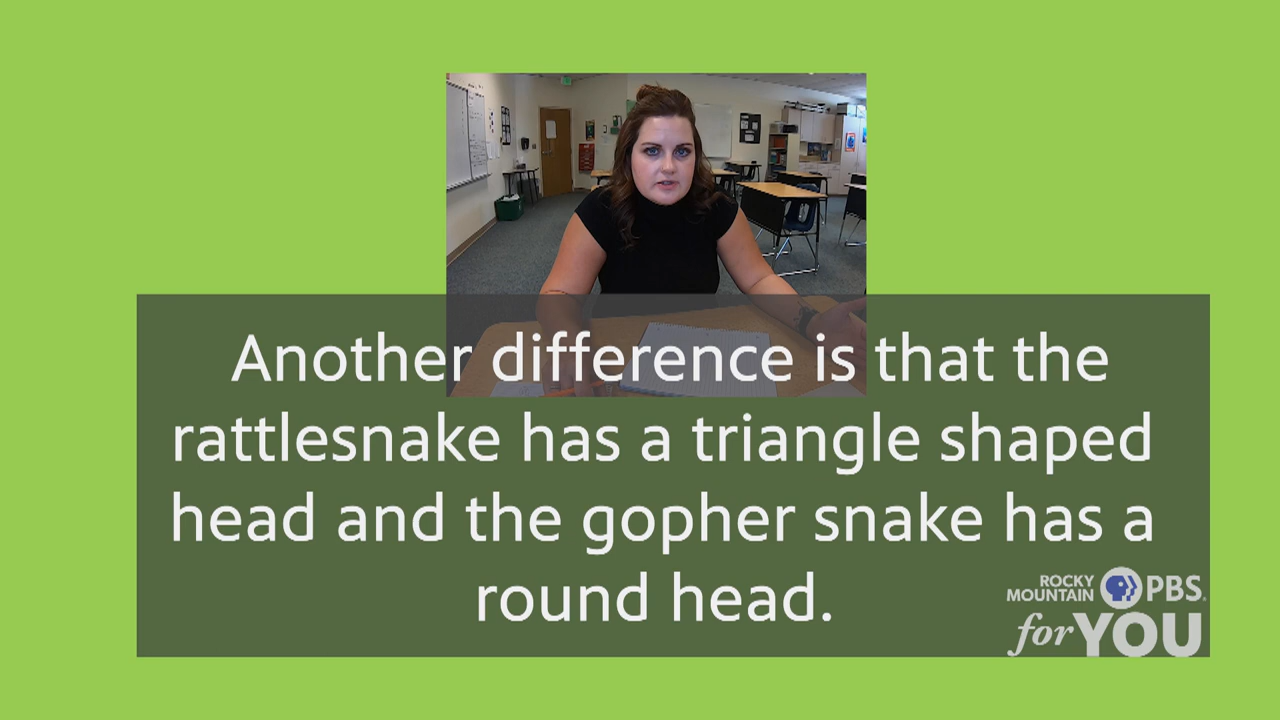 Another difference is that the
rattlesnake has a triangle shaped
head and the gopher snake has a
round head.
ROCKY
MOUNTAIN PBS.
for YOU